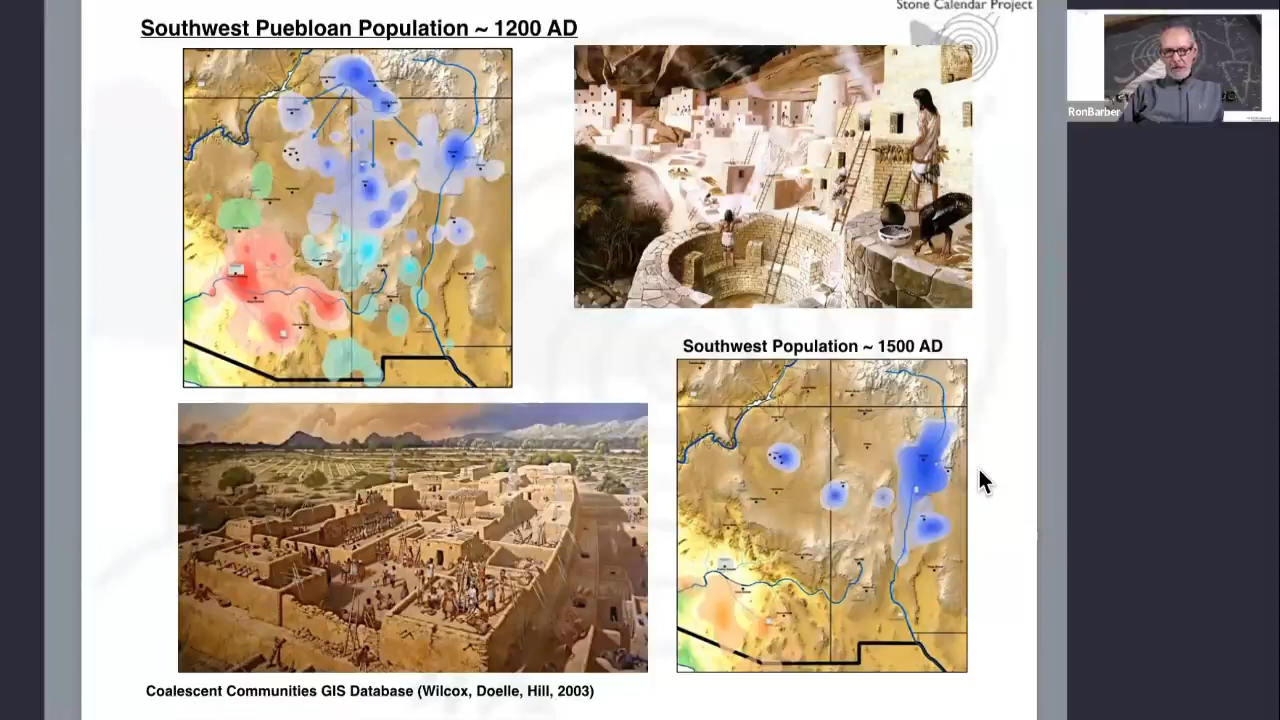 Stone Calendar Project
Southwest Puebloan Population ~ 1200 AD
RonBarber
Southwest Population ~ 1500 AD
Coalescent Communities GIS Database (Wilcox, Doelle, Hill, 2003)